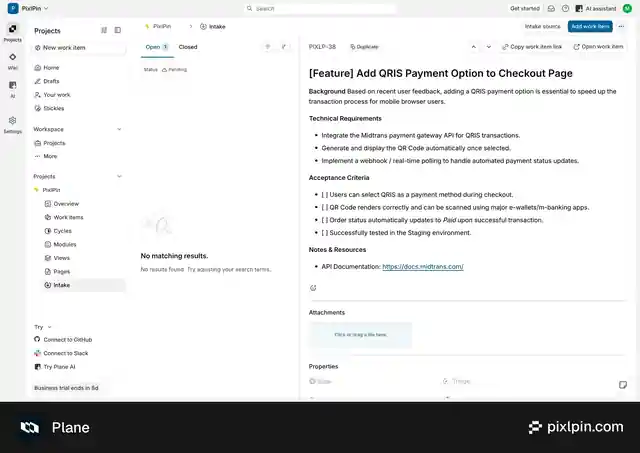 PixlPin
Search
Get started
AI assistant
M
Projects
Wiki
AI
Settings
Projects
New work item
Home
Drafts
Your work
Stickies
Workspace
Projects
More
Projects
PixlPin
Overview
Work items
Cycles
Modules
Views
Pages
Intake
Try
Connect to GitHub
Connect to Slack
Try Plane AI
Business trial ends in 8d
PixlPin > Intake
Intake source
Add work item
Open 1 Closed
Status Pending
No matching results.
No results found. Try adjusting your search terms.
PIXLP-38 Duplicate
Copy work item link
Open work item
[Feature] Add QRIS Payment Option to Checkout Page
Background Based on recent user feedback, adding a QRIS payment option is essential to speed up the
transaction process for mobile browser users.
Technical Requirements
• Integrate the Midtrans payment gateway API for QRIS transactions.
• Generate and display the QR Code automatically once selected.
• Implement a webhook / real-time polling to handle automated payment status updates.
Acceptance Criteria
• [ ] Users can select QRIS as a payment method during checkout.
• [ ] QR Code renders correctly and can be scanned using major e-wallets/m-banking apps.
• [ ] Order status automatically updates to Paid upon successful transaction.
• [ ] Successfully tested in the Staging environment.
Notes & Resources
• API Documentation: https://docs.midtrans.com/
Attachments
Click or drag a file here
Properties
State
Triage
Plane
pixlpin.com